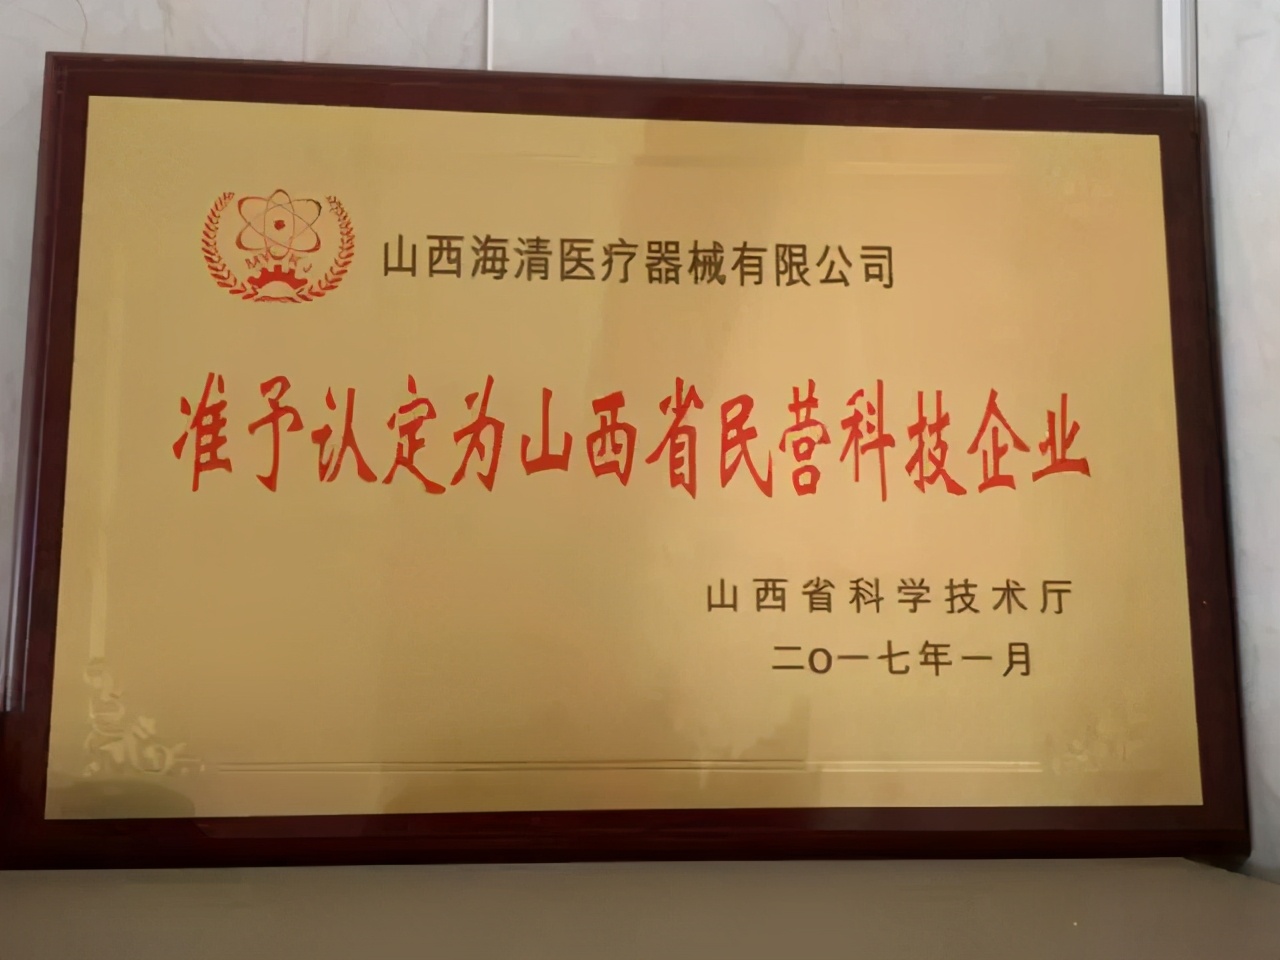 MYKJ
山西海清医疗器械有限公司
准予认定为山西省民营科技企业
山西省科学技术厅
二O一七年一月